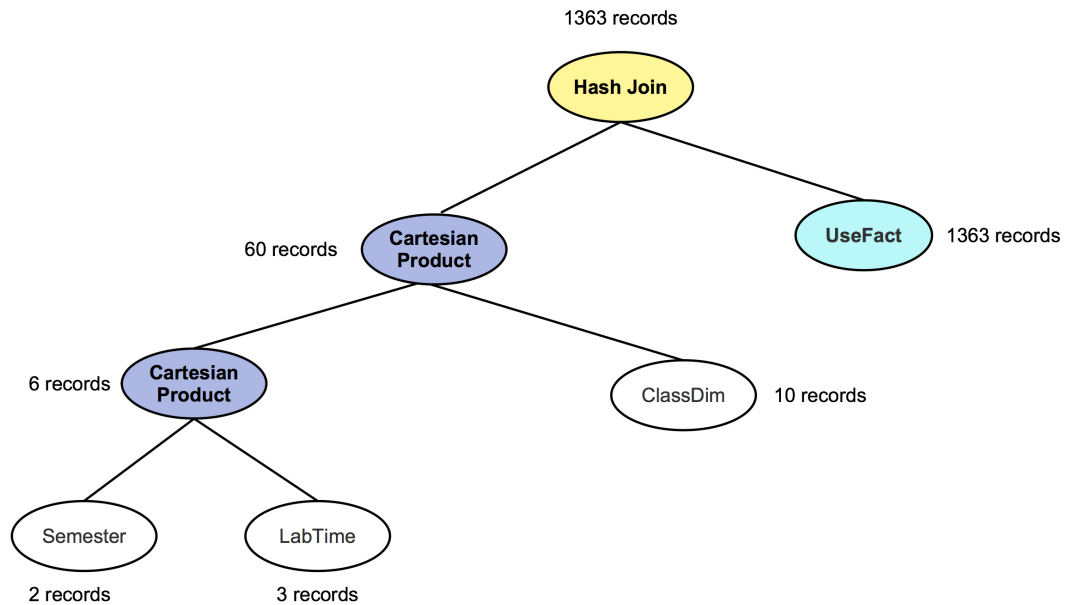 1363 records
Hash Join
Cartesian
Product
60 records
UseFact
1363 records
Cartesian
Product
6 records
ClassDim
10 records
Semester
LabTime
2 records
3 records